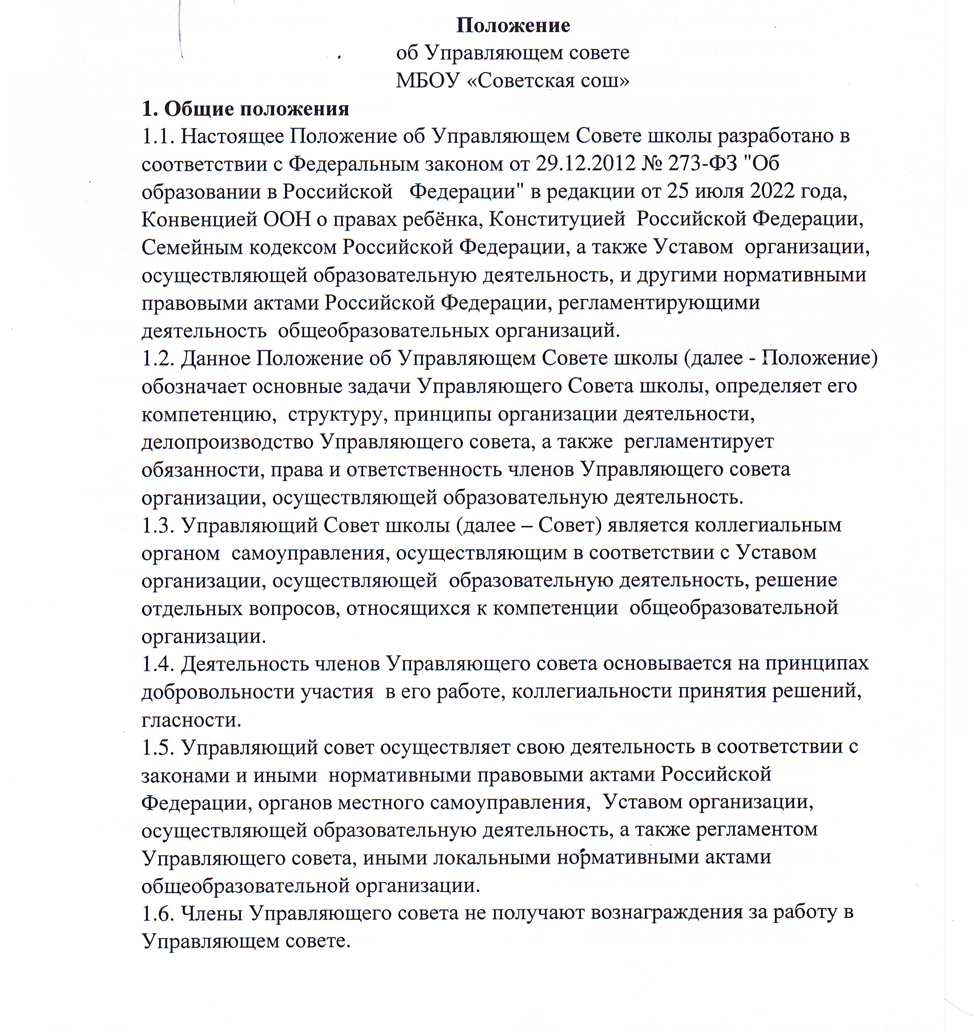 Положение
об Управляющем совете
МБОУ «Советская сош»
1. Общие положения
1.1. Настоящее Положение об Управляющем Совете школы разработано в
соответствии с Федеральным законом от 29.12.2012 № 273-ФЗ "Об
образовании в Российской Федерации" в редакции от 25 июля 2022 года,
Конвенцией ООН о правах ребёнка, Конституцией Российской Федерации,
Семейным кодексом Российской Федерации, а также Уставом организации,
осуществляющей образовательную деятельность, и другими нормативными
правовыми актами Российской Федерации, регламентирующими
деятельность общеобразовательных организаций.
1.2. Данное Положение об Управляющем Совете школы (далее - Положение)
обозначает основные задачи Управляющего Совета школы, определяет его
компетенцию, структуру, принципы организации деятельности,
делопроизводство Управляющего совета, а также регламентирует
обязанности, права и ответственность членов Управляющего совета
организации, осуществляющей образовательную деятельность.
1.3. Управляющий Совет школы (далее – Совет) является коллегиальным
органом самоуправления, осуществляющим в соответствии с Уставом
организации, осуществляющей образовательную деятельность, решение
отдельных вопросов, относящихся к компетенции общеобразовательной
организации.
1.4. Деятельность членов Управляющего совета основывается на принципах
добровольности участия в его работе, коллегиальности принятия решений,
гласности.
1.5. Управляющий совет осуществляет свою деятельность в соответствии с
законами и иными нормативными правовыми актами Российской
Федерации, органов местного самоуправления, Уставом организации,
осуществляющей образовательную деятельность, а также регламентом
Управляющего совета, иными локальными нормативными актами
общеобразовательной организации.
1.6. Члены Управляющего совета не получают вознаграждения за работу в
Управляющем совете.